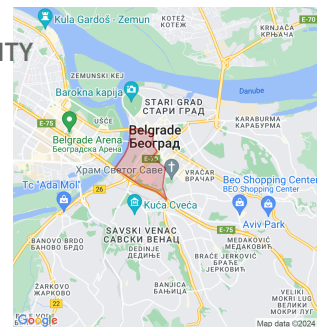 Kula Gardoš - Zemun
КОТЕЖ
КОТЕЖ
KRNJAČA
КРЊАЧА
ITY
ZEMUNSKI KEJ
Barokna kapija
Danube
STARI GRAD
СТАРИ ГРАД
E-75
UŠĆE
KARABURMA
КАРАБУРМА
Belgrade
Београд
Belgrade Arena
Београдска Арена
E-75
Храм Светог Саве
VRAČAR
ВРАЧАР
Beo Shopping Center
BEO Shopping Center
Tc "Ada Mol"
Kuća Cveća
E-75
Aviv Park
SAVSKI VENAC
САВСКИ ВЕНАЦ
BANOVO BRDO
БАНОВО БРДО
DEDINJE
ДЕДИЊЕ
MEDAKOVIĆ
МЕДАКОВИЋ
BRAĆE JERKOVIĆ
БРАЋЕ
ЈЕРКОВИЋ
ŽARKOVO
ЖАРКОВО
BANJICA
БАЊИЦА
VELIKI
MOKRI LUG
ВЕЛИКИ
МОКРИ ЛУГ
22
Google
Map data ©2024